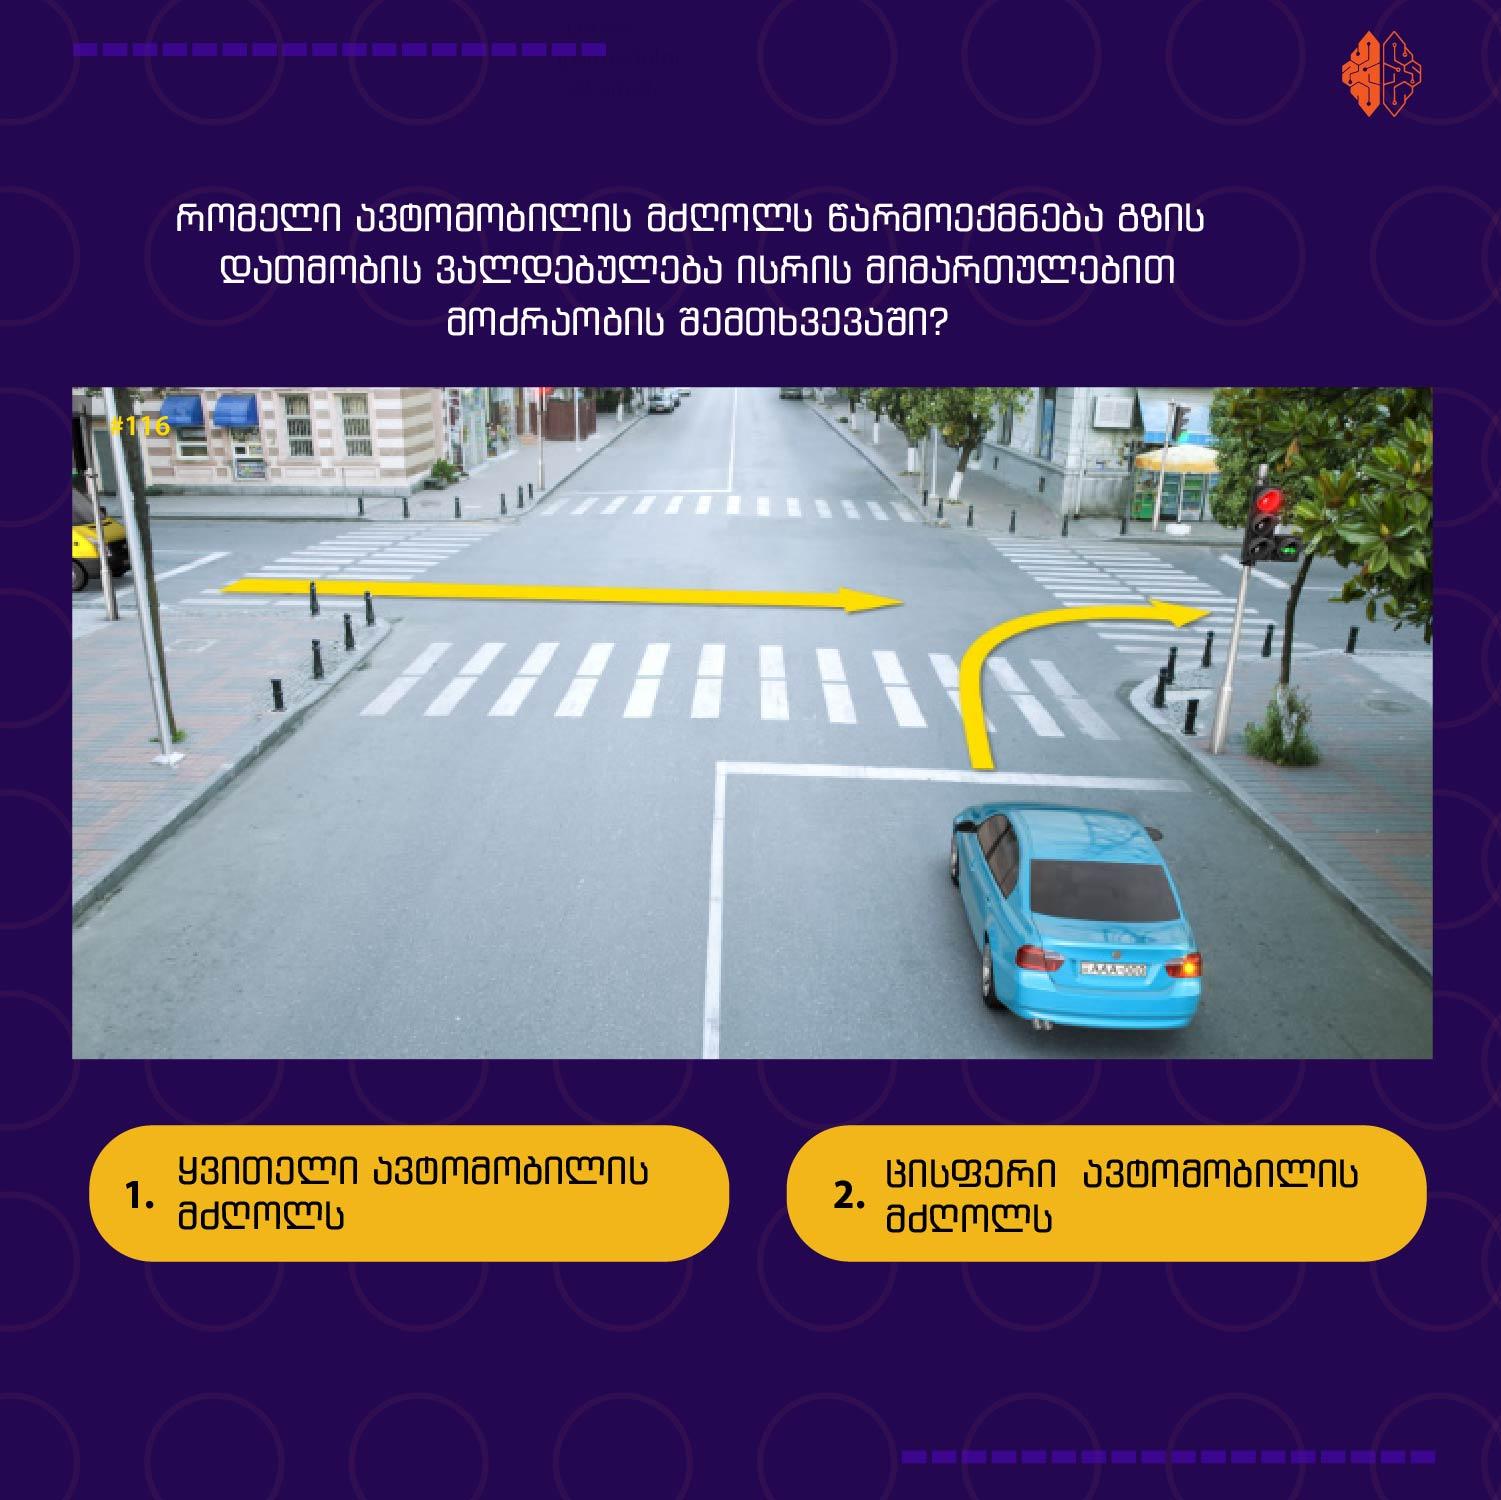 რომელი ავტომობილის მძღოლს წარმოექმნება გზის
დათმობის ვალდებულება ისრის მიმართულებით
მოძრაობის შემთხვევაში?
#116
AAA-000
1. ყვითელი ავტომობილის
მძღოლს
2. ცისფერი ავტომობილის
მძღოლს